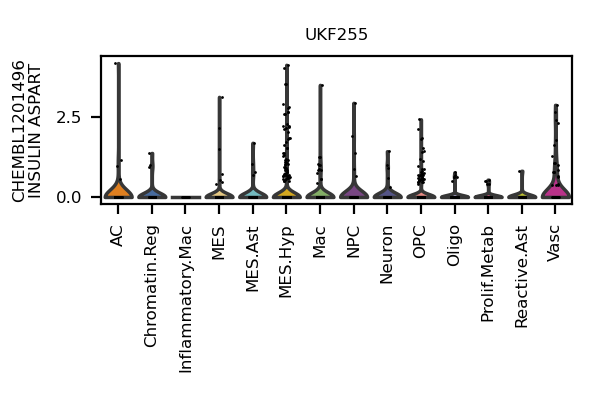 UKF255
CHEMBL1201496
INSULIN ASPART
2.5
0.0
AC
Chromatin.Reg
Inflammatory.Mac
MES
MES.Ast
MES.Hyp
Mac
NPC
Neuron
OPC
Oligo
Prolif.Metab
Reactive.Ast
Vasc